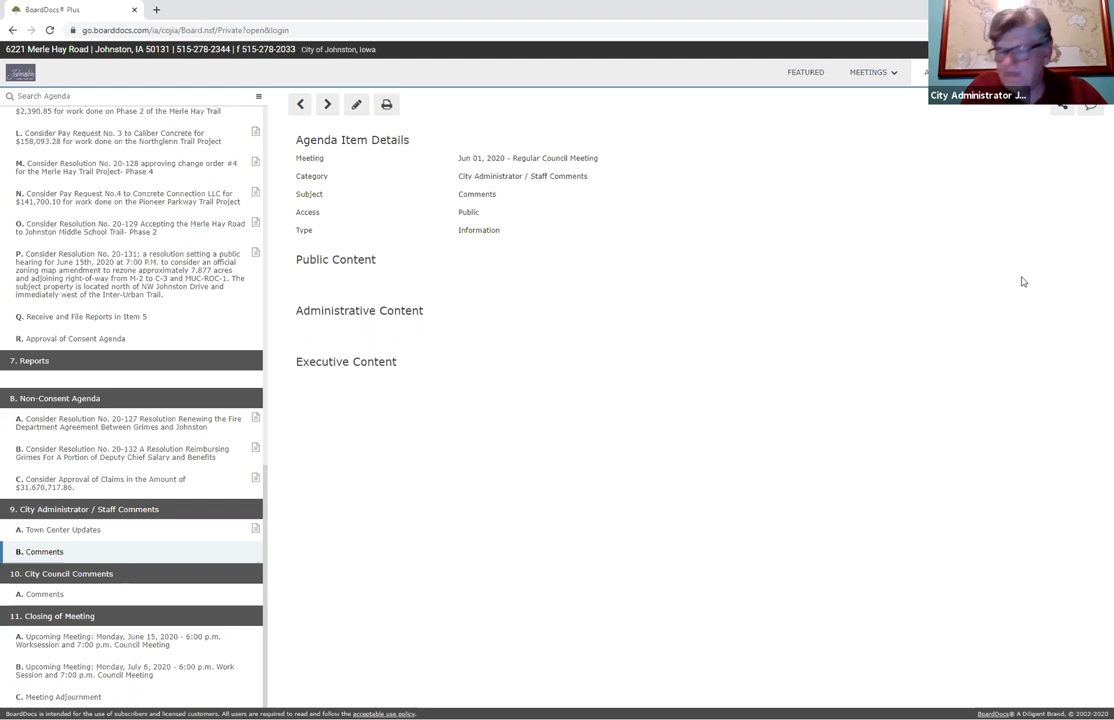 BoardDocs® Plus
go.boarddocs.com/ia/cojia/Board.nsf/Private?open&login
6221 Merle Hay Road | Johnston, IA 50131 | 515-278-2344 | f 515-278-2033 City of Johnston, Iowa
Johnston
FEATURED MEETINGS
City Administrator J...
Search Agenda
$2,390.85 for work done on Phase 2 of the Merle Hay Trail
L. Consider Pay Request No. 3 to Caliber Concrete for
$158,093.28 for work done on the Northglenn Trail Project
M. Consider Resolution No. 20-128 approving change order #4
for the Merle Hay Trail Project- Phase 4
N. Consider Pay Request No.4 to Concrete Connection LLC for
$141,700.10 for work done on the Pioneer Parkway Trail Project
O. Consider Resolution No. 20-129 Accepting the Merle Hay Road
to Johnston Middle School Trail- Phase 2
P. Consider Resolution No. 20-131; a resolution setting a public
hearing for June 15th, 2020 at 7:00 P.M. to consider an official
zoning map amendment to rezone approximately 7.877 acres
and adjoining right-of-way from M-2 to C-3 and MUC-ROC-1. The
subject property is located north of NW Johnston Drive and
immediately west of the Inter-Urban Trail.
Q. Receive and File Reports in Item 5
R. Approval of Consent Agenda
7. Reports
8. Non-Consent Agenda
A. Consider Resolution No. 20-127 Resolution Renewing the Fire
Department Agreement Between Grimes and Johnston
B. Consider Resolution No. 20-132 A Resolution Reimbursing
Grimes For A Portion of Deputy Chief Salary and Benefits
C. Consider Approval of Claims in the Amount of
$31,670,717.86.
9. City Administrator / Staff Comments
A. Town Center Updates
B. Comments
10. City Council Comments
A. Comments
11. Closing of Meeting
A. Upcoming Meeting: Monday, June 15, 2020 - 6:00 p.m.
Worksession and 7:00 p.m. Council Meeting
B. Upcoming Meeting: Monday, July 6, 2020 - 6:00 p.m. Work
Session and 7:00 p.m. Council Meeting
C. Meeting Adjournment
Agenda Item Details
Meeting Jun 01, 2020 - Regular Council Meeting
Category City Administrator / Staff Comments
Subject Comments
Access Public
Type Information
Public Content
Administrative Content
Executive Content
BoardDocs is intended for the use of subscribers and licensed customers. All users are required to read and follow the acceptable use policy.
BoardDocs® A Diligent Brand, © 2002-2020